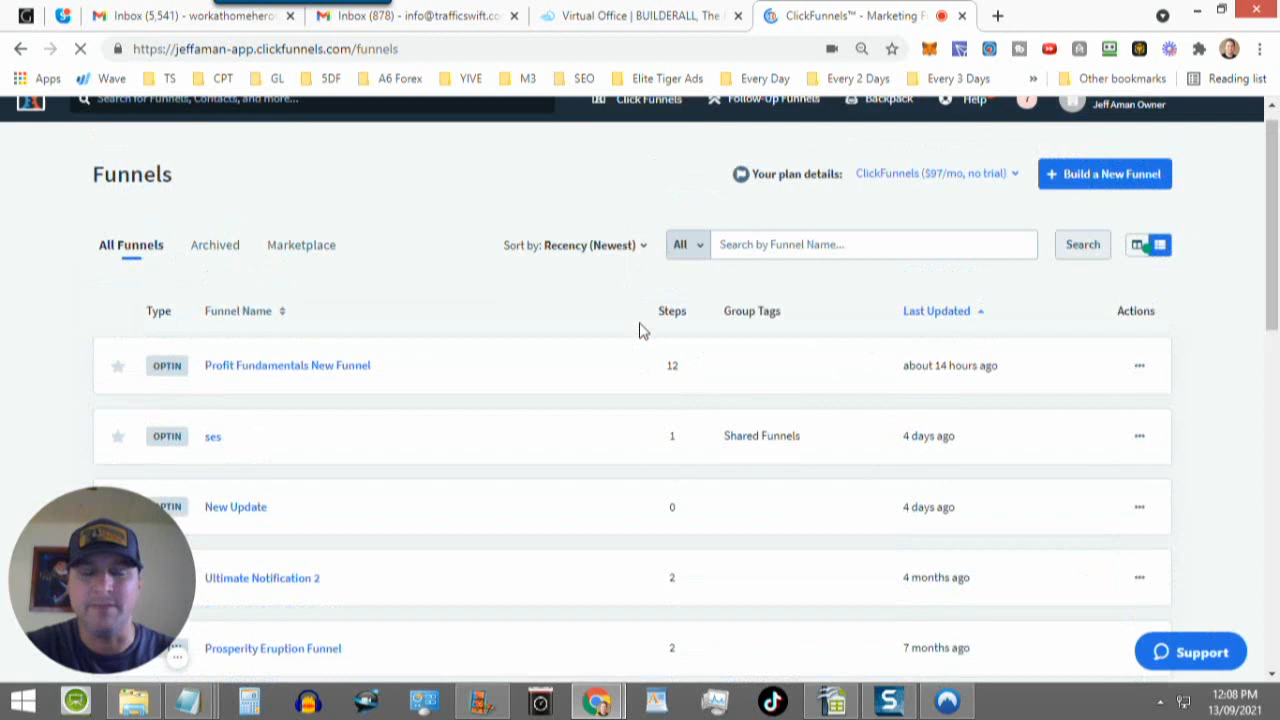 Inbox (5,541) - workathomehero
Inbox (878) - info@trafficswift.c
Virtual Office | BUILDERALL, The
ClickFunnels™ - Marketing F
https://jeffaman-app.clickfunnels.com/funnels
Apps
Wave
TS
CPT
GL
5DF
A6 Forex
YIVE
M3
SEO
Elite Tiger Ads
Every Day
Every 2 Days
Every 3 Days
»
Other bookmarks
Reading list
Search for Funnels, Contacts, and more...
Click Funnels
Follow-Up Funnels
Backpack
Help
Jeff Aman Owner
Funnels
Your plan details: ClickFunnels ($97/mo, no trial)
+ Build a New Funnel
All Funnels
Archived
Marketplace
Sort by: Recency (Newest)
All
Search by Funnel Name...
Search
Type
Funnel Name
Steps
Group Tags
Last Updated
Actions
OPTIN
Profit Fundamentals New Funnel
12
about 14 hours ago
OPTIN
ses
1
Shared Funnels
4 days ago
OPTIN
New Update
0
4 days ago
Ultimate Notification 2
2
4 months ago
Prosperity Eruption Funnel
2
7 months ago
Support
12:08 PM
13/09/2021